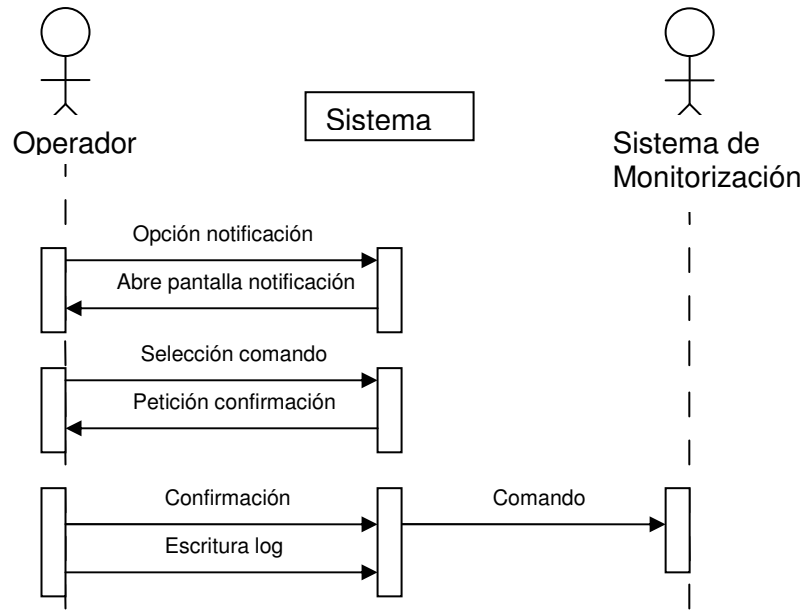 Sistema
Operador
Sistema de
Monitorización
Opción notificación
Abre pantalla notificación
Selección comando
Petición confirmación
Confirmación
Comando
Escritura log